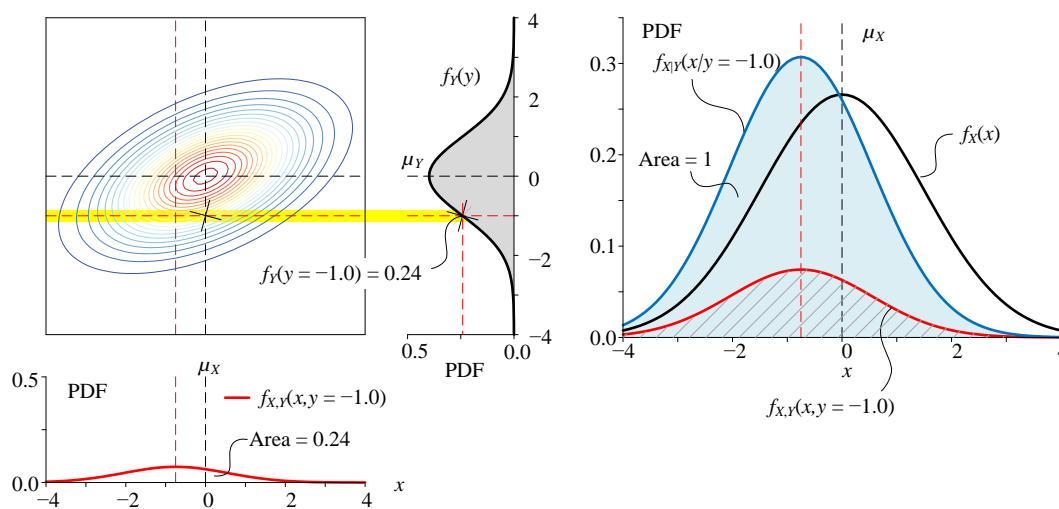 4
f_Y(y)
2
μ_Y
0
−2
f_Y(y = −1.0) = 0.24
−4
0.5
0.0
PDF
0.5
PDF
μ_X
f_{X,Y}(x,y = −1.0)
Area = 0.24
0.0
−4
−2
0
2
4
x
PDF
μ_X
0.3
f_{X|Y}(x/y = −1.0)
f_X(x)
0.2
Area = 1
0.1
0.0
−4
−2
0
2
4
x
f_{X,Y}(x,y = −1.0)